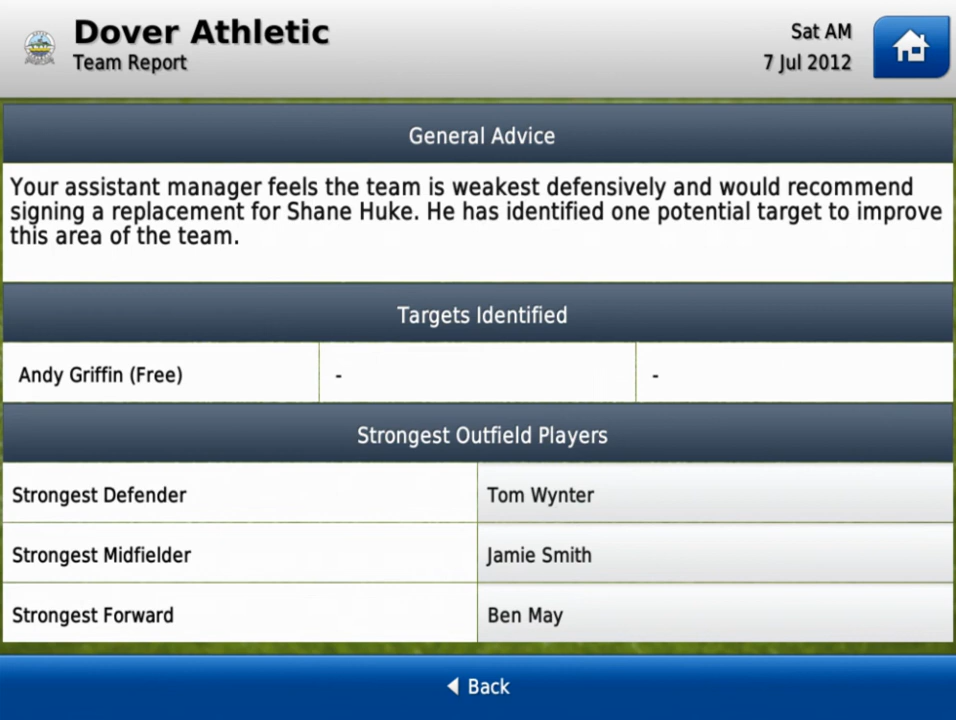 Dover Athletic
Team Report
Sat AM
7 Jul 2012
General Advice
Your assistant manager feels the team is weakest defensively and would recommend
signing a replacement for Shane Huke. He has identified one potential target to improve
this area of the team.
Targets Identified
Andy Griffin (Free)
-
-
Strongest Outfield Players
Strongest Defender
Tom Wynter
Strongest Midfielder
Jamie Smith
Strongest Forward
Ben May
Back